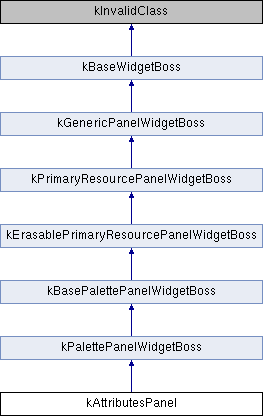 kInvalidClass
kBaseWidgetBoss
kGenericPanelWidgetBoss
kPrimaryResourcePanelWidgetBoss
kErasablePrimaryResourcePanelWidgetBoss
kBasePalettePanelWidgetBoss
kPalettePanelWidgetBoss
kAttributesPanel